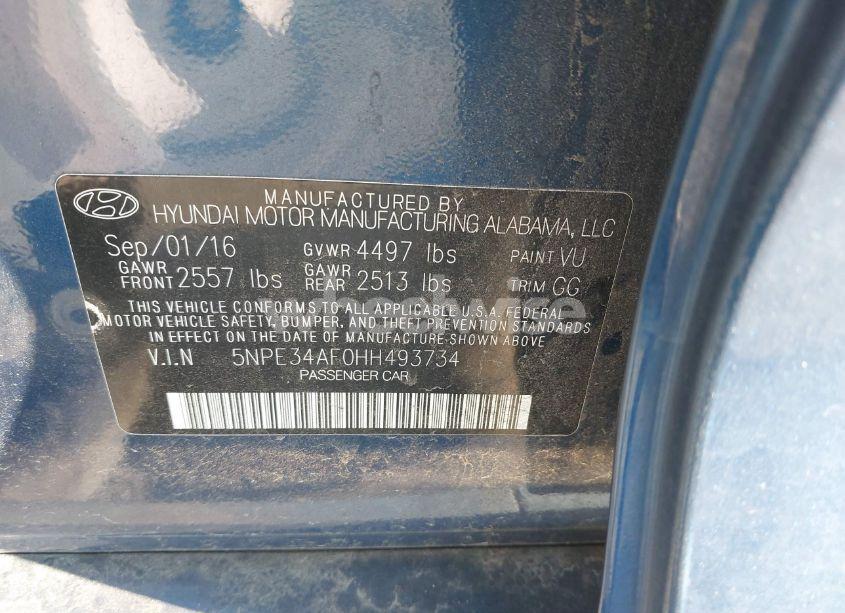 MANUFACTURED BY
HYUNDAI MOTOR MANUFACTURING ALABAMA, LLC
Sep/01/16 GVWR 4497 lbs PAINT VU
GAWR FRONT 2557 lbs GAWR REAR 2513 lbs TRIM GG
THIS VEHICLE CONFORMS TO ALL APPLICABLE U.S.A. FEDERAL
MOTOR VEHICLE SAFETY, BUMPER, AND THEFT PREVENTION STANDARDS
IN EFFECT ON THE DATE OF MANUFACTURE SHOWN ABOVE
V.I.N 5NPE34AF0HH493734
PASSENGER CAR